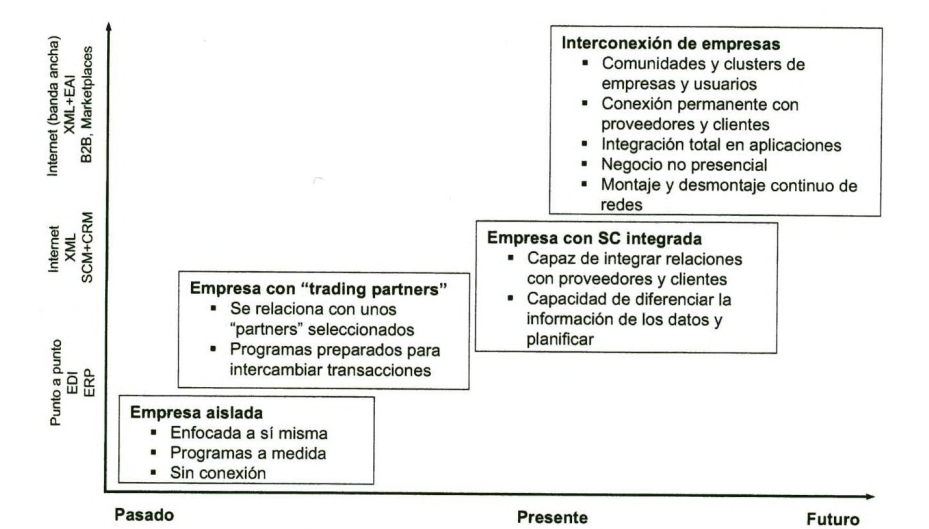 Internet (banda ancha)
XML+EAI
B2B, Marketplaces
Internet
XML
SCM+CRM
Punto a punto
EDI
ERP
Interconexión de empresas
▪ Comunidades y clusters de
empresas y usuarios
▪ Conexión permanente con
proveedores y clientes
▪ Integración total en aplicaciones
▪ Negocio no presencial
▪ Montaje y desmontaje continuo de
redes
Empresa con SC integrada
▪ Capaz de integrar relaciones
con proveedores y clientes
▪ Capacidad de diferenciar la
información de los datos y
planificar
Empresa con “trading partners”
▪ Se relaciona con unos
“partners” seleccionados
▪ Programas preparados para
intercambiar transacciones
Empresa aislada
▪ Enfocada a sí misma
▪ Programas a medida
▪ Sin conexión
Pasado
Presente
Futuro